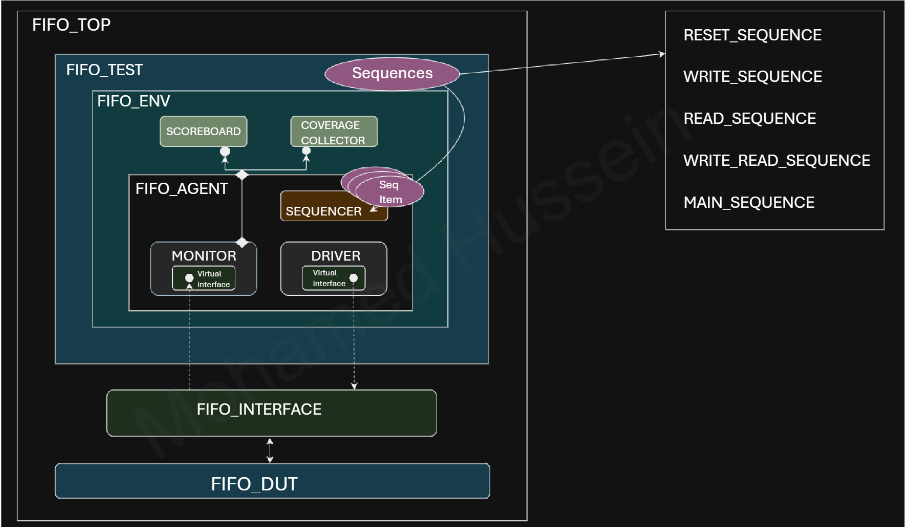 FIFO_TOP
FIFO_TEST
Sequences
FIFO_ENV
SCOREBOARD
COVERAGE
COLLECTOR
FIFO_AGENT
Seq
Item
SEQUENCER
MONITOR
Virtual
interface
DRIVER
Virtual
interface
FIFO_INTERFACE
FIFO_DUT
RESET_SEQUENCE
WRITE_SEQUENCE
READ_SEQUENCE
WRITE_READ_SEQUENCE
MAIN_SEQUENCE
Mohamed Hussein